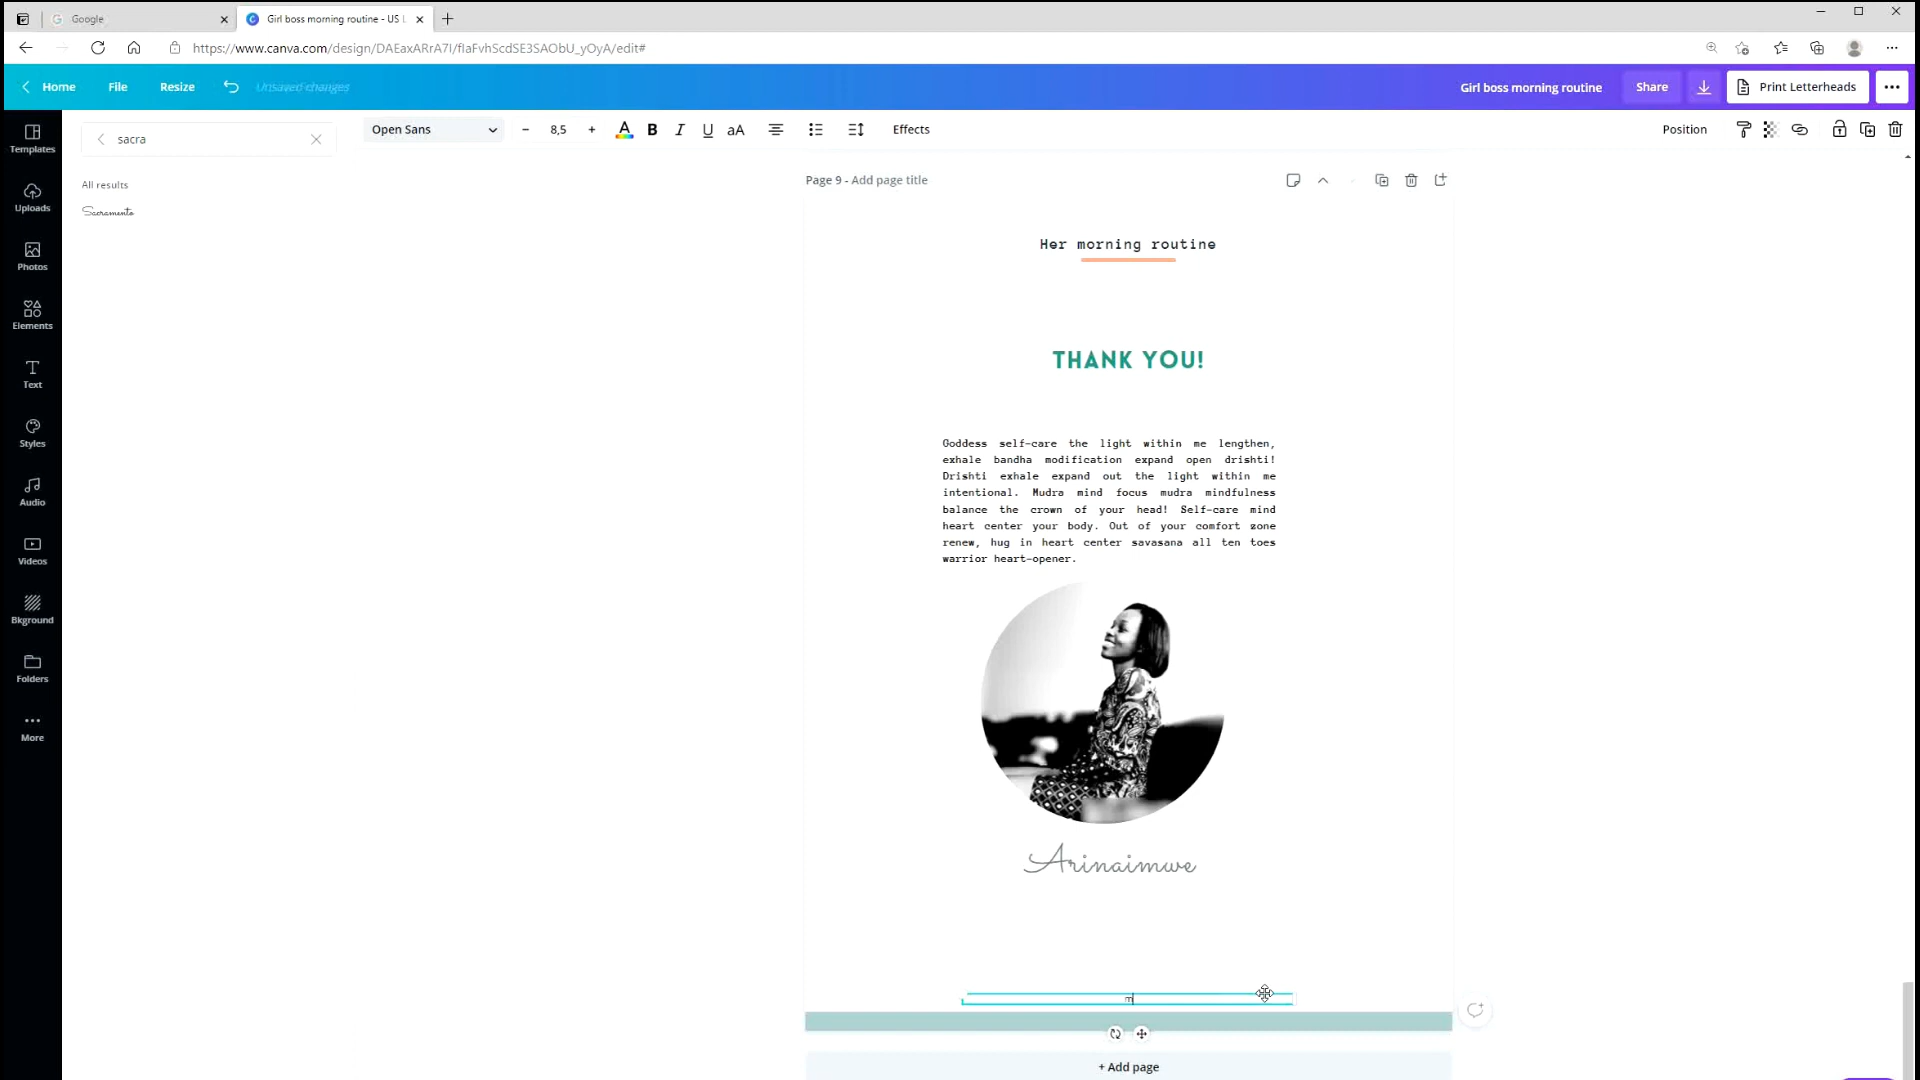 Google
Girl boss morning routine - US L
https://www.canva.com/design/DAEaxARrA7I/fIaFvhScdSE3SAObU_yOyA/edit#
Home
File
Resize
Unsaved changes
Girl boss morning routine
Share
Print Letterheads
Templates
Uploads
Photos
Elements
Text
Styles
Audio
Videos
Bkground
Folders
More
sacra
All results
Sacramento
Open Sans
- 8,5 +
A B I U aA
Effects
Position
Page 9 - Add page title
Her morning routine
THANK YOU!
Goddess self-care the light within me lengthen,
exhale bandha modification expand open drishti!
Drishti exhale expand out the light within me
intentional. Mudra mind focus mudra mindfulness
balance the crown of your head! Self-care mind
heart center your body. Out of your comfort zone
renew, hug in heart center savasana all ten toes
warrior heart-opener.
Arinaimwe
m
+ Add page